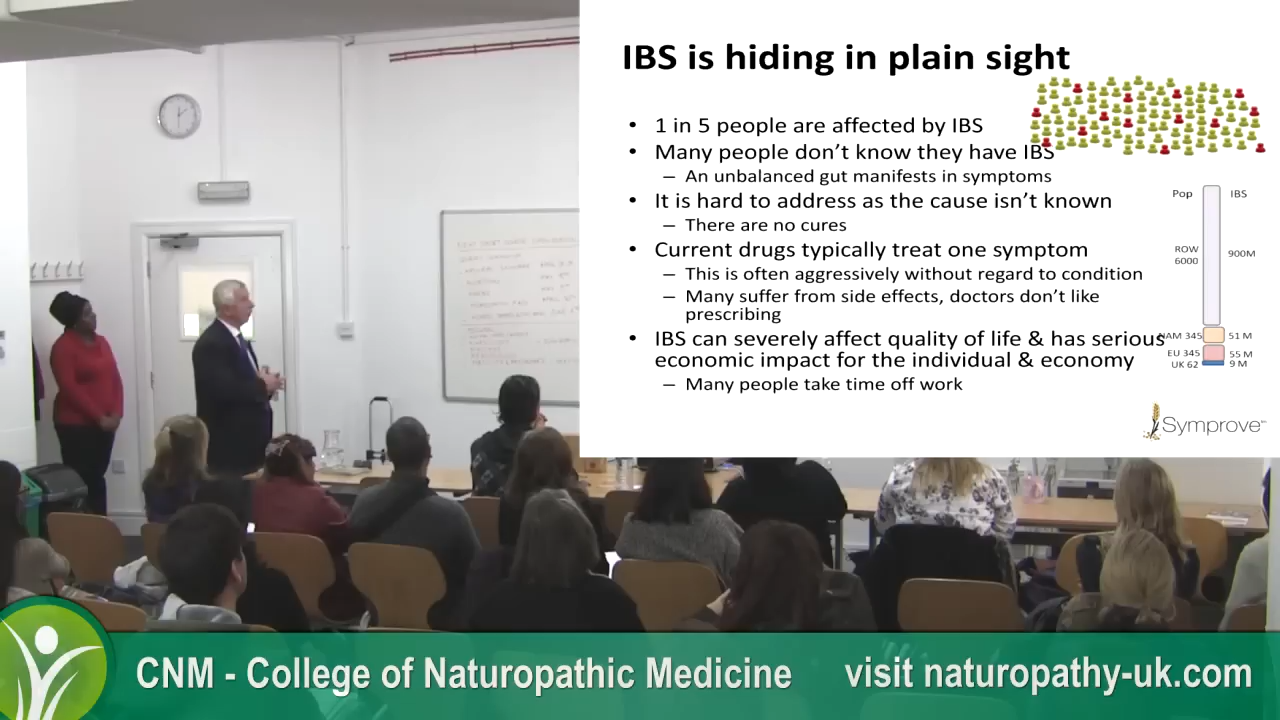 IBS is hiding in plain sight
• 1 in 5 people are affected by IBS
• Many people don't know they have IBS
– An unbalanced gut manifests in symptoms
• It is hard to address as the cause isn't known
– There are no cures
• Current drugs typically treat one symptom
– This is often aggressively without regard to condition
– Many suffer from side effects, doctors don't like
prescribing
• IBS can severely affect quality of life & has serious
economic impact for the individual & economy
– Many people take time off work
Pop IBS
ROW
6000
900M
NAM 345 51 M
EU 345 55 M
UK 62 9 M
Symprove
CNM - College of Naturopathic Medicine visit naturopathy-uk.com